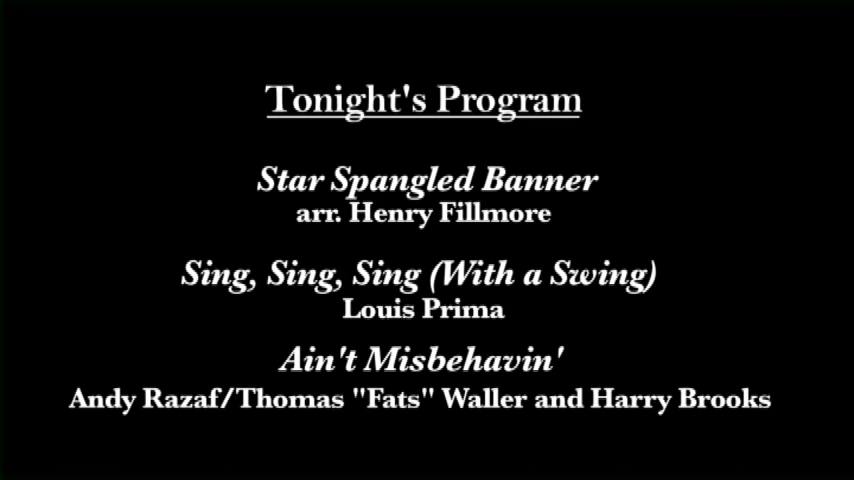 Tonight's Program
Star Spangled Banner
arr. Henry Fillmore
Sing, Sing, Sing (With a Swing)
Louis Prima
Ain't Misbehavin'
Andy Razaf/Thomas "Fats" Waller and Harry Brooks